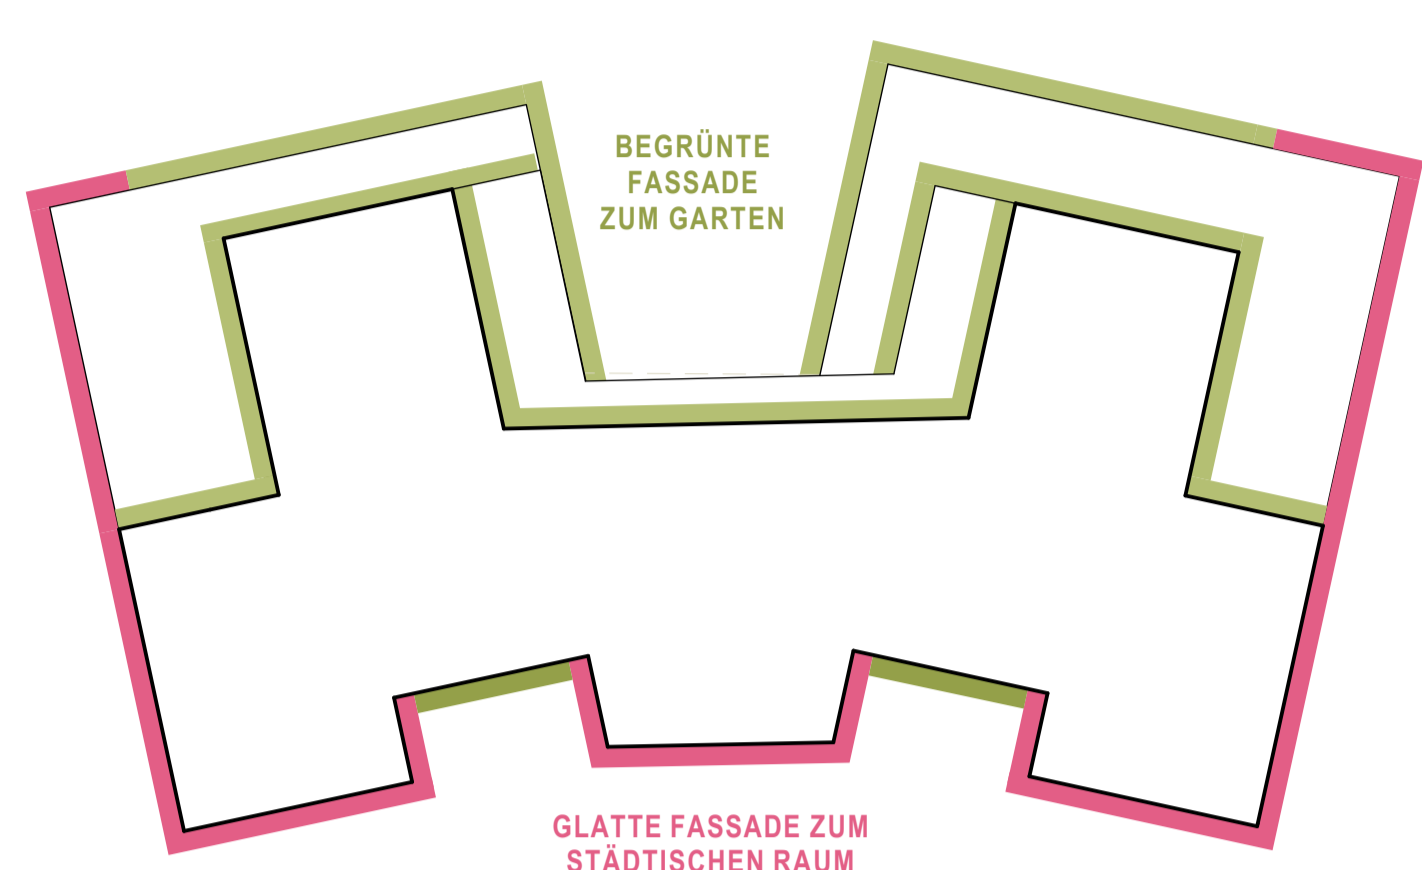 BEGRÜNTE
FASSADE
ZUM GARTEN
GLATTE FASSADE ZUM
STÄDTISCHEN RAUM